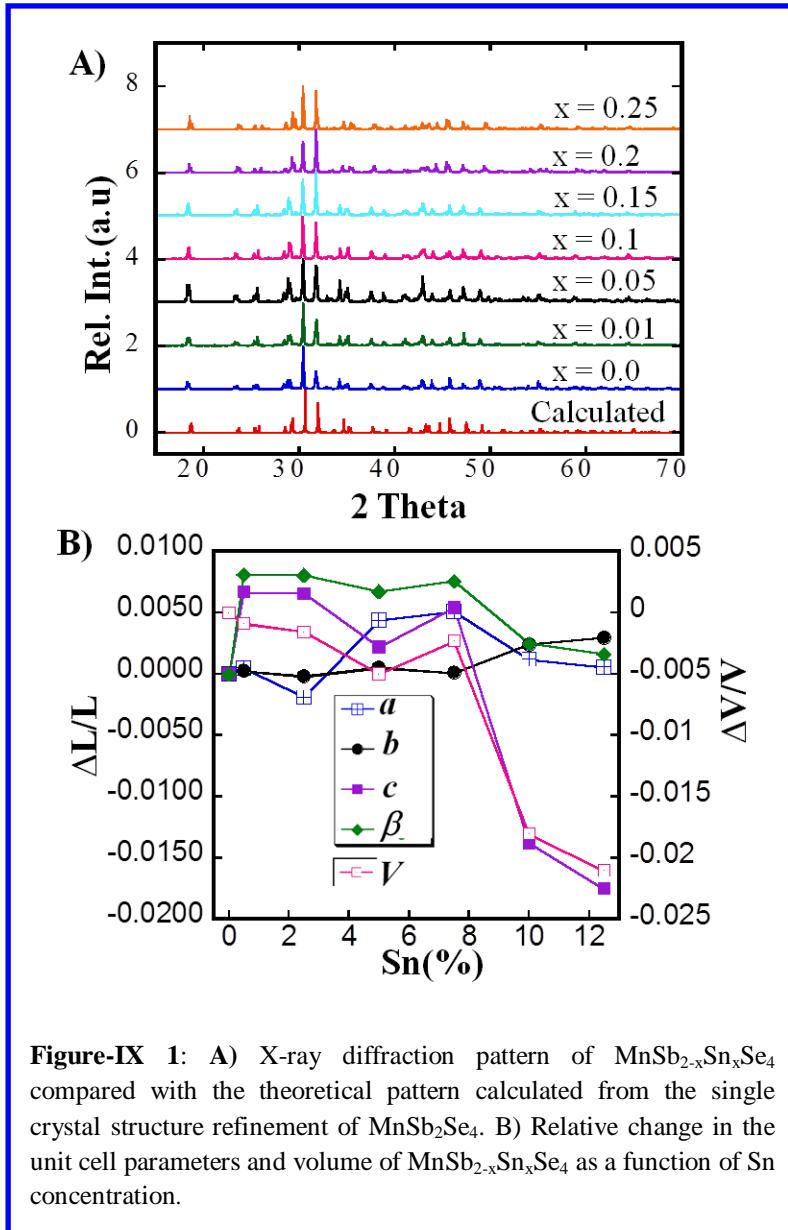 A)
8
6
4
2
0
Rel. Int.(a.u)
x = 0.25
x = 0.2
x = 0.15
x = 0.1
x = 0.05
x = 0.01
x = 0.0
Calculated
20 30 40 50 60 70
2 Theta
B)
0.0100
0.0050
0.0000
-0.0050
-0.0100
-0.0150
-0.0200
ΔL/L
a
b
c
β
V
0.005
0
-0.005
-0.01
-0.015
-0.02
-0.025
ΔV/V
0 2 4 6 8 10 12
Sn(%)
Figure-IX 1: A) X-ray diffraction pattern of MnSb₂₋ₓSnₓSe₄
compared with the theoretical pattern calculated from the single
crystal structure refinement of MnSb₂Se₄. B) Relative change in the
unit cell parameters and volume of MnSb₂₋ₓSnₓSe₄ as a function of Sn
concentration.